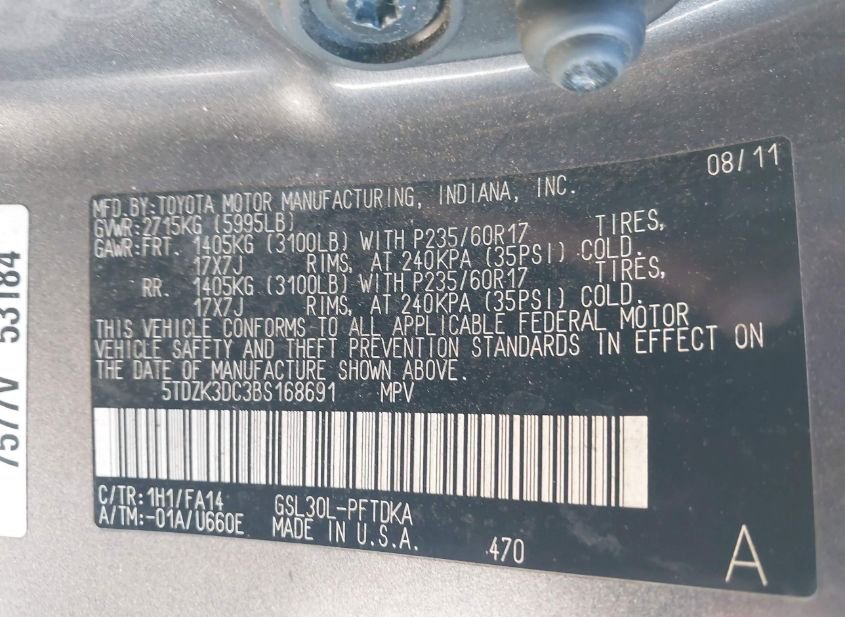 08/11
MFD.BY:TOYOTA MOTOR MANUFACTURING, INDIANA, INC.
GVWR:2715KG (5995LB)
GAWR:FRT. 1405KG (3100LB) WITH P235/60R17 TIRES,
17X7J RIMS, AT 240KPA (35PSI) COLD.
RR. 1405KG (3100LB) WITH P235/60R17 TIRES,
17X7J RIMS, AT 240KPA (35PSI) COLD.
THIS VEHICLE CONFORMS TO ALL APPLICABLE FEDERAL MOTOR
VEHICLE SAFETY AND THEFT PREVENTION STANDARDS IN EFFECT ON
THE DATE OF MANUFACTURE SHOWN ABOVE.
5TDZK3DC3BS168691 MPV
C/TR:1H1/FA14 GSL30L-PFTDKA
A/TM:-01A/U660E MADE IN U.S.A.
470
A
7577V 53184